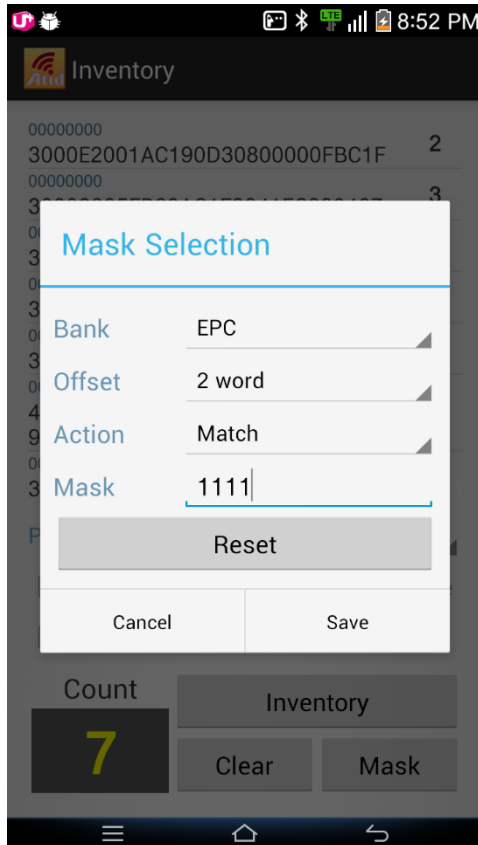 U+ LTE 8:52 PM
Atid Inventory
00000000
3000E2001AC190D30800000FBC1F 2
00000000
3
Mask Selection
Bank EPC
Offset 2 word
Action Match
Mask 1111
Reset
Cancel Save
Count Inventory
7
Clear Mask